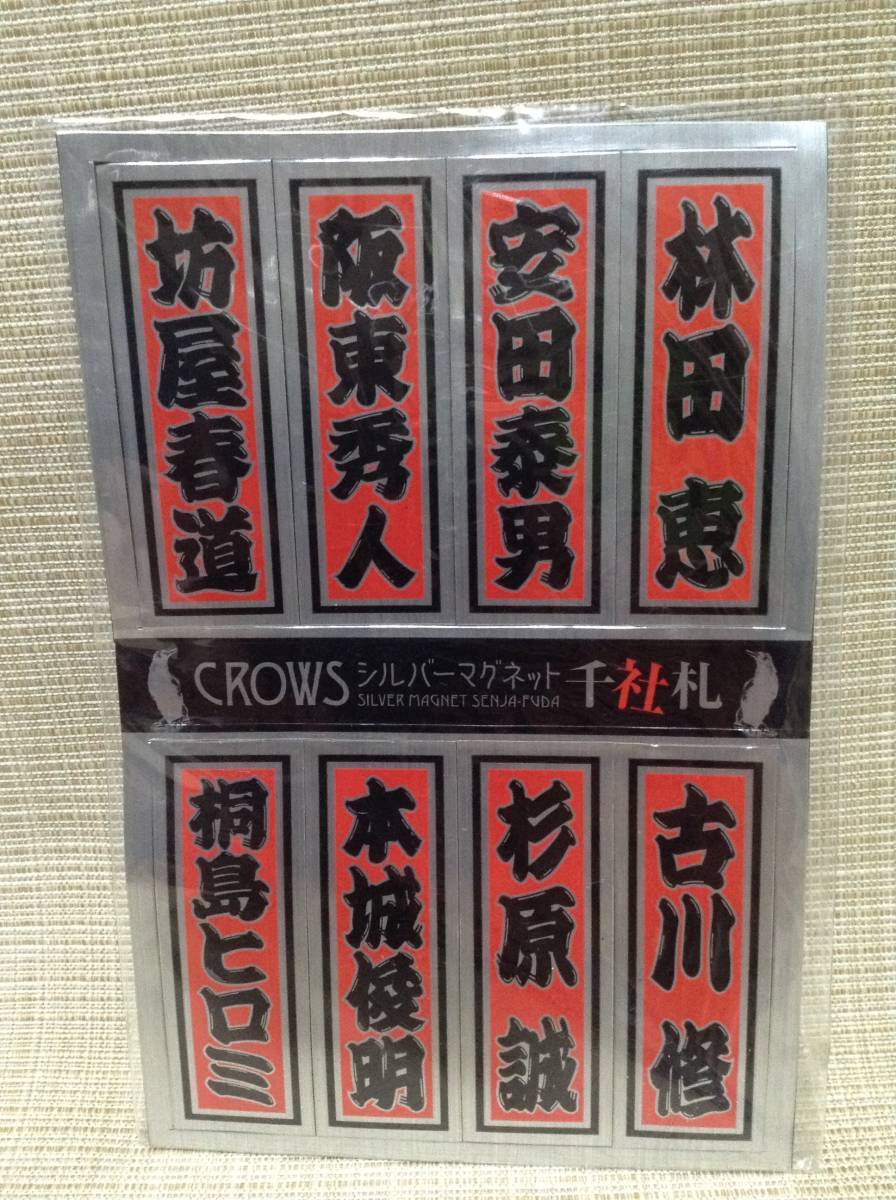 林田恵
安田泰男
阪東秀人
坊屋春道
CROWS シルバーマグネット 千社札
SILVER MAGNET SENJA-FUDA
古川修
杉原誠
本城俊明
桐島ヒロミ